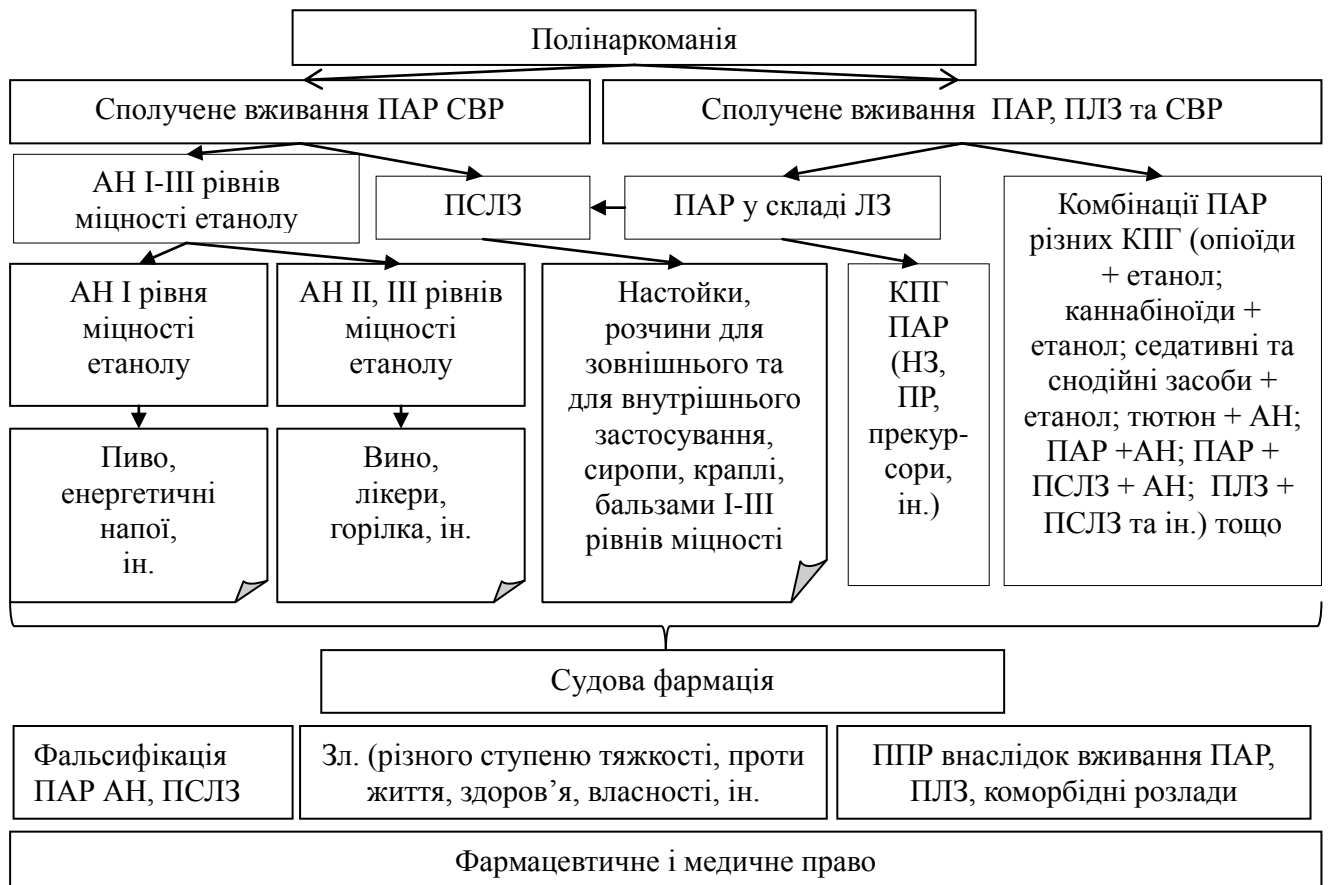 Полінаркоманія
Сполучене вживання ПАР СВР
Сполучене вживання ПАР, ПЛЗ та СВР
АН І-ІІІ рівнів
міцності етанолу
ПСЛЗ
ПАР у складі ЛЗ
Комбінації ПАР
різних КПГ (опіоїди
+ етанол;
каннабіноїди +
етанол; седативні та
снодійні засоби +
етанол; тютюн + АН;
ПАР +АН; ПАР +
ПСЛЗ + АН; ПЛЗ +
ПСЛЗ та ін.) тощо
АН І рівня
міцності
етанолу
АН ІІ, ІІІ рівнів
міцності
етанолу
Настойки,
розчини для
зовнішнього та
для внутрішнього
застосування,
сиропи, краплі,
бальзами І-ІІІ
рівнів міцності
КПГ
ПАР
(НЗ,
ПР,
прекур-
сори,
ін.)
Пиво,
енергетичні
напої,
ін.
Вино,
лікери,
горілка, ін.
Судова фармація
Фальсифікація
ПАР АН, ПСЛЗ
Зл. (різного ступеню тяжкості, проти
життя, здоров’я, власності, ін.
ППР внаслідок вживання ПАР,
ПЛЗ, коморбідні розлади
Фармацевтичне і медичне право